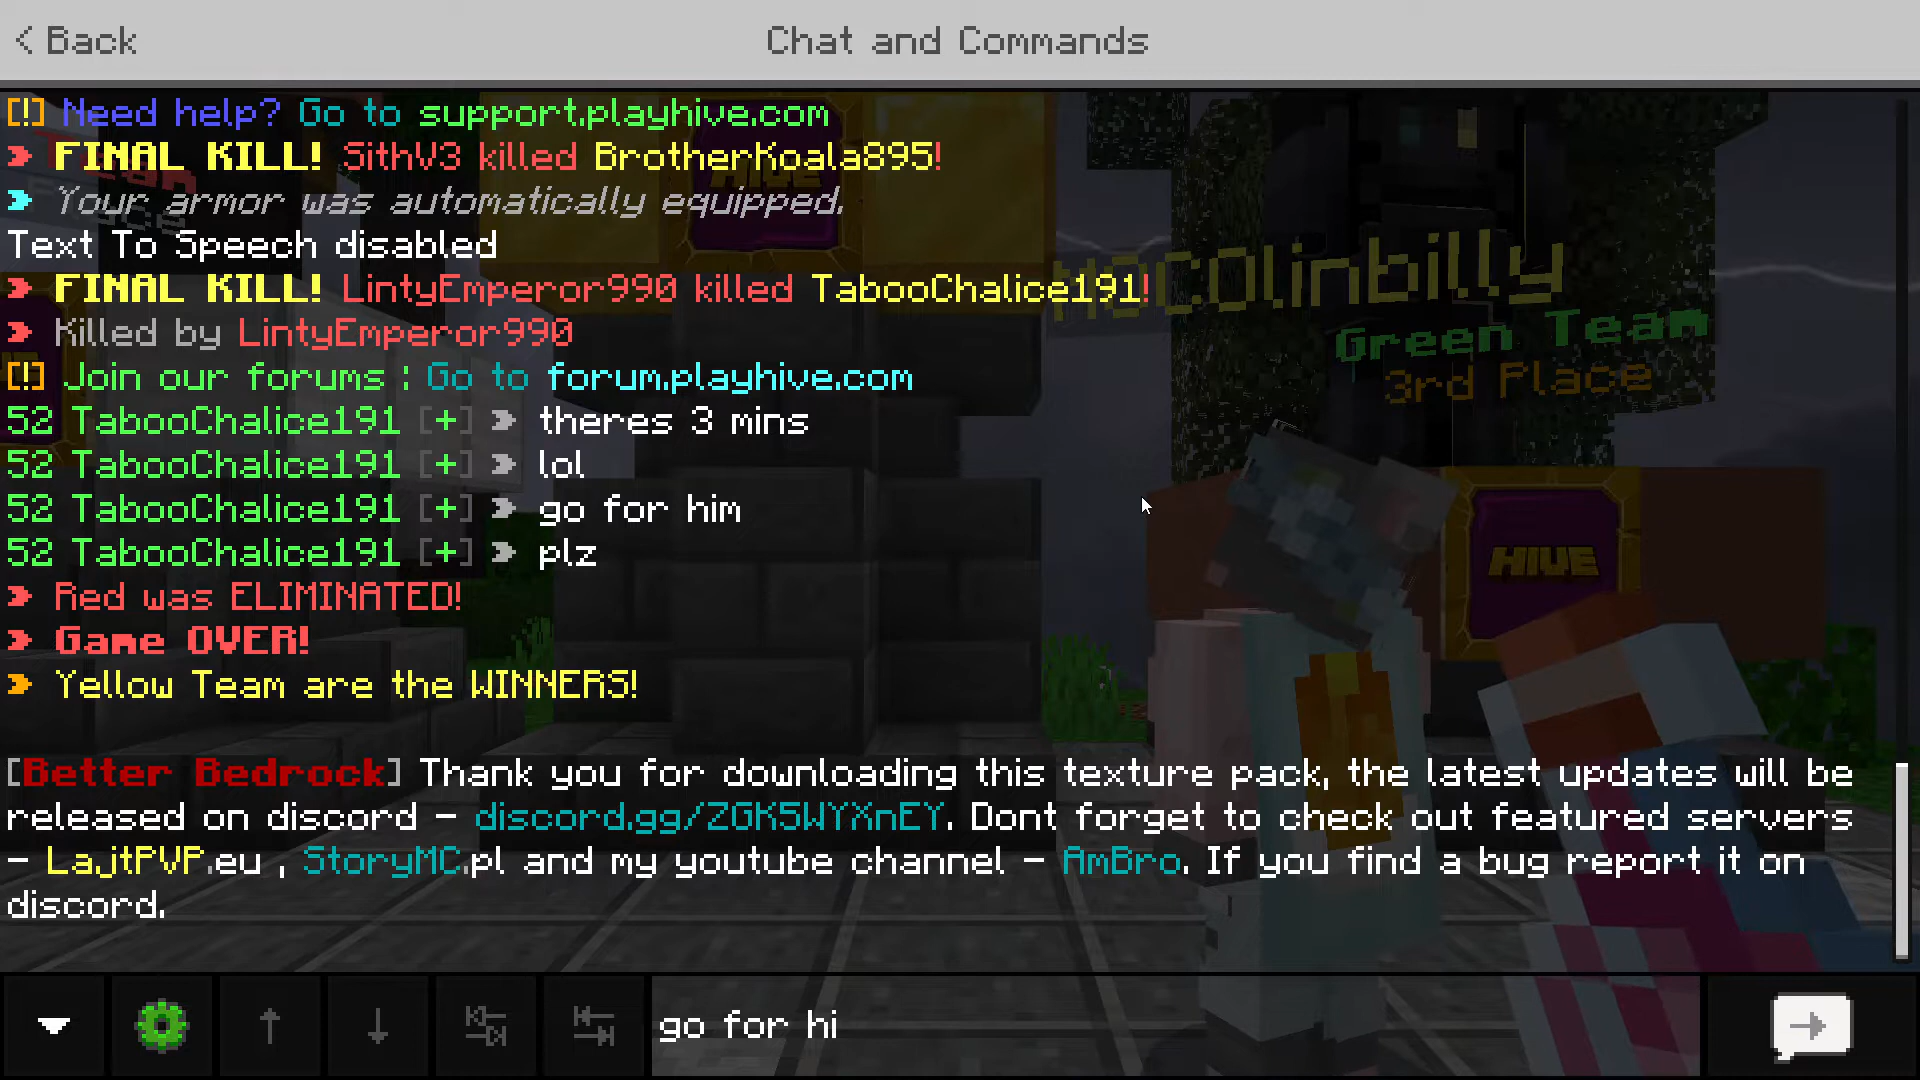 Back
Chat and Commands
[!] Need help? Go to support.playhive.com
FINAL KILL! SithV3 killed BrotherKoala895!
Your armor was automatically equipped.
Text To Speech disabled
FINAL KILL! LintyEmperor990 killed TabooChalice191!
Killed by LintyEmperor990
[!] Join our forums : Go to forum.playhive.com
52 TabooChalice191 [+] theres 3 mins
52 TabooChalice191 [+] lol
52 TabooChalice191 [+] go for him
52 TabooChalice191 [+] plz
Red was ELIMINATED!
Game OVER!
Yellow Team are the WINNERS!
[Better Bedrock] Thank you for downloading this texture pack, the latest updates will be
released on discord - discord.gg/ZGK5WYXnEY. Dont forget to check out featured servers
- LajtPVP.eu , StoryMC.pl and my youtube channel - AmBro. If you find a bug report it on
discord.
Green Team
3rd Place
HIVE
go for hi